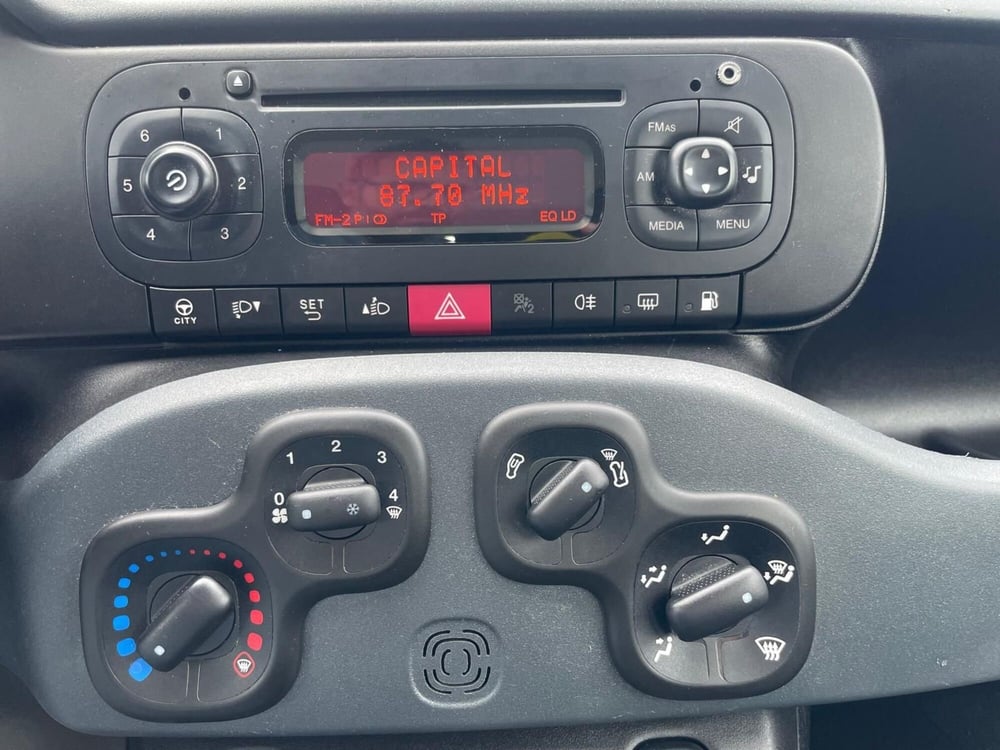 6 1
5 2
4 3
CAPITAL
87.70 MHz
FM-2 P I TP EQ LD
FMAS
AM
MEDIA MENU
CITY
SET
2
0 1 2 3 4